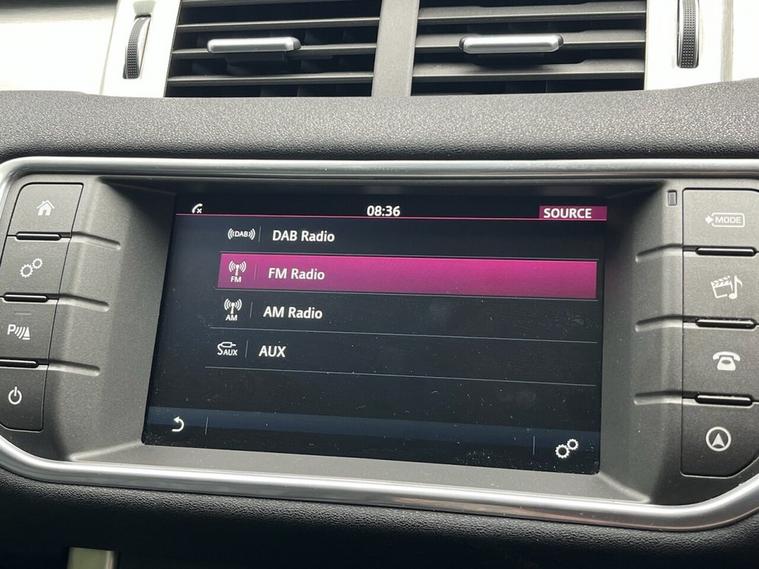 08:36
SOURCE
DAB
DAB Radio
FM
FM Radio
AM
AM Radio
AUX
AUX
MODE
P